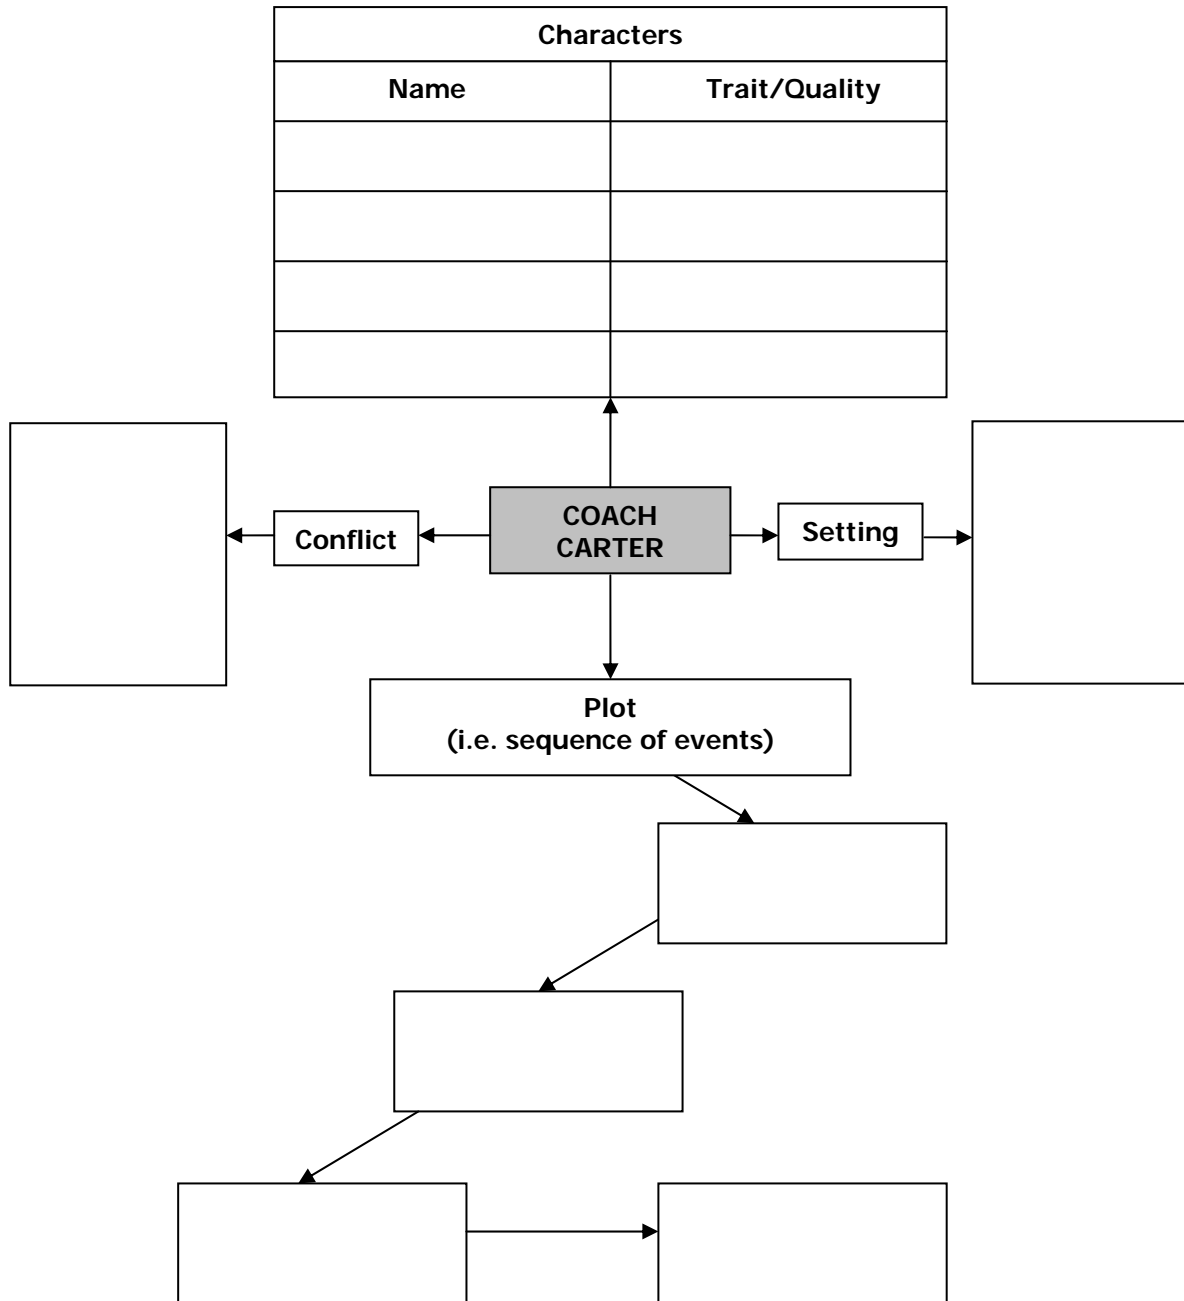 Characters
Name Trait/Quality
Conflict
COACH
CARTER
Setting
Plot
(i.e. sequence of events)